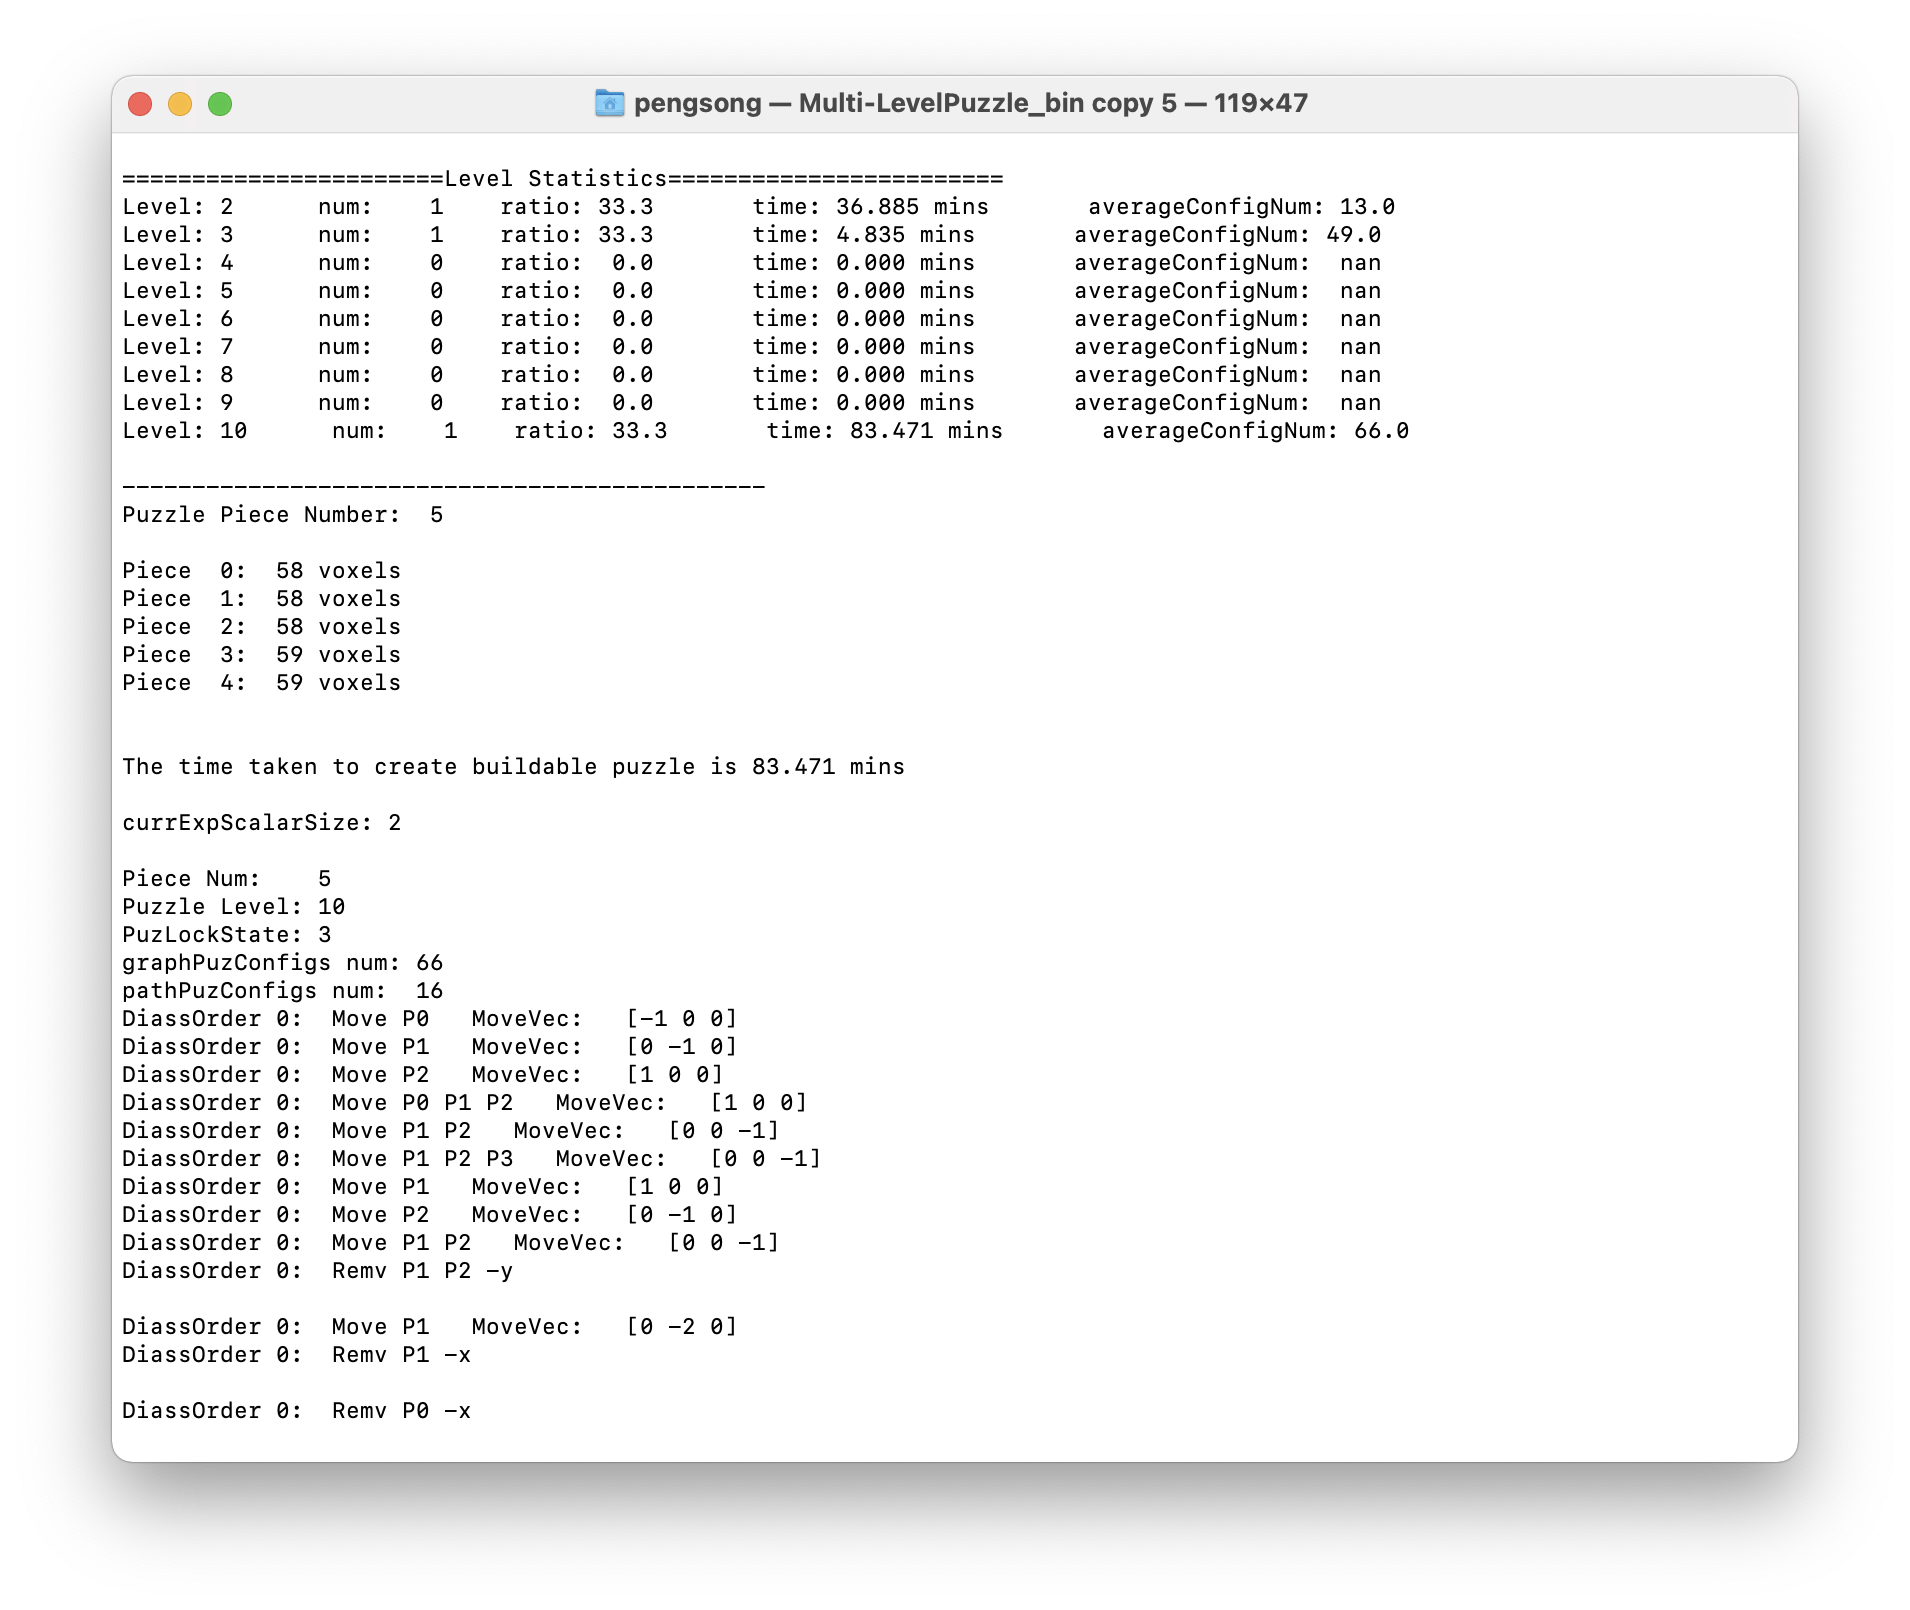 pengsong — Multi-LevelPuzzle_bin copy 5 — 119×47
=======================Level Statistics========================
Level: 2      num:    1    ratio: 33.3       time: 36.885 mins       averageConfigNum: 13.0
Level: 3      num:    1    ratio: 33.3       time: 4.835 mins       averageConfigNum: 49.0
Level: 4      num:    0    ratio:  0.0       time: 0.000 mins       averageConfigNum:  nan
Level: 5      num:    0    ratio:  0.0       time: 0.000 mins       averageConfigNum:  nan
Level: 6      num:    0    ratio:  0.0       time: 0.000 mins       averageConfigNum:  nan
Level: 7      num:    0    ratio:  0.0       time: 0.000 mins       averageConfigNum:  nan
Level: 8      num:    0    ratio:  0.0       time: 0.000 mins       averageConfigNum:  nan
Level: 9      num:    0    ratio:  0.0       time: 0.000 mins       averageConfigNum:  nan
Level: 10      num:    1    ratio: 33.3       time: 83.471 mins       averageConfigNum: 66.0
----------------------------------------------
Puzzle Piece Number:  5
Piece  0:  58 voxels
Piece  1:  58 voxels
Piece  2:  58 voxels
Piece  3:  59 voxels
Piece  4:  59 voxels
The time taken to create buildable puzzle is 83.471 mins
currExpScalarSize: 2
Piece Num:    5
Puzzle Level: 10
PuzLockState: 3
graphPuzConfigs num: 66
pathPuzConfigs num:  16
DiassOrder 0:  Move P0   MoveVec:   [-1 0 0]
DiassOrder 0:  Move P1   MoveVec:   [0 -1 0]
DiassOrder 0:  Move P2   MoveVec:   [1 0 0]
DiassOrder 0:  Move P0 P1 P2   MoveVec:   [1 0 0]
DiassOrder 0:  Move P1 P2   MoveVec:   [0 0 -1]
DiassOrder 0:  Move P1 P2 P3   MoveVec:   [0 0 -1]
DiassOrder 0:  Move P1   MoveVec:   [1 0 0]
DiassOrder 0:  Move P2   MoveVec:   [0 -1 0]
DiassOrder 0:  Move P1 P2   MoveVec:   [0 0 -1]
DiassOrder 0:  Remv P1 P2 -y
DiassOrder 0:  Move P1   MoveVec:   [0 -2 0]
DiassOrder 0:  Remv P1 -x
DiassOrder 0:  Remv P0 -x